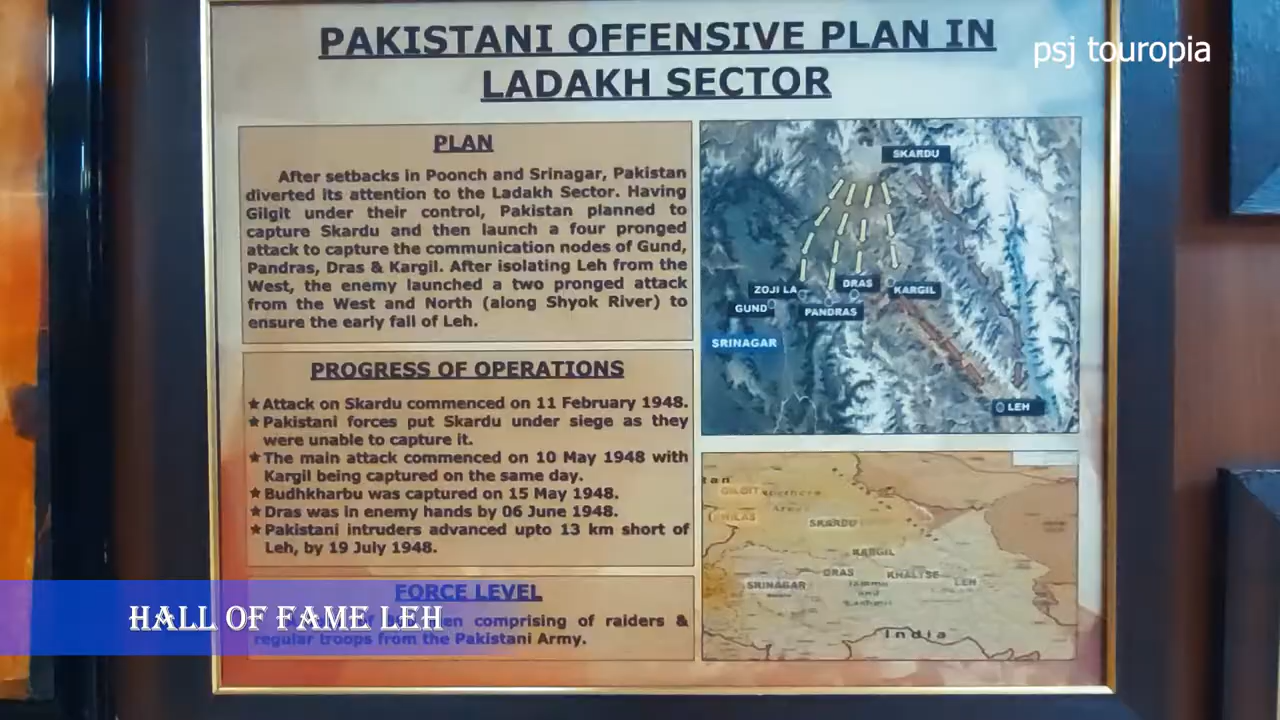 PAKISTANI OFFENSIVE PLAN IN
LADAKH SECTOR
psj touropia
PLAN
After setbacks in Poonch and Srinagar, Pakistan
diverted its attention to the Ladakh Sector. Having
Gilgit under their control, Pakistan planned to
capture Skardu and then launch a four pronged
attack to capture the communication nodes of Gund,
Pandras, Dras & Kargil. After isolating Leh from the
West, the enemy launched a two pronged attack
from the West and North (along Shyok River) to
ensure the early fall of Leh.
PROGRESS OF OPERATIONS
★ Attack on Skardu commenced on 11 February 1948.
★ Pakistani forces put Skardu under siege as they
were unable to capture it.
★ The main attack commenced on 10 May 1948 with
Kargil being captured on the same day.
★ Budhkharbu was captured on 15 May 1948.
★ Dras was in enemy hands by 06 June 1948.
★ Pakistani intruders advanced upto 13 km short of
Leh, by 19 July 1948.
FORCE LEVEL
comprising of raiders &
regular troops from the Pakistani Army.
HALL OF FAME LEH
SKARDU
ZOJI LA
DRAS
KARGIL
GUND
PANDRAS
SRINAGAR
LEH
tan
GILGIT
Northern
Areas
CHILAS
SKARDU
KARGIL
DRAS
KHALTSE
SRINAGAR
LEH
Jammu
and
Kashmir
India